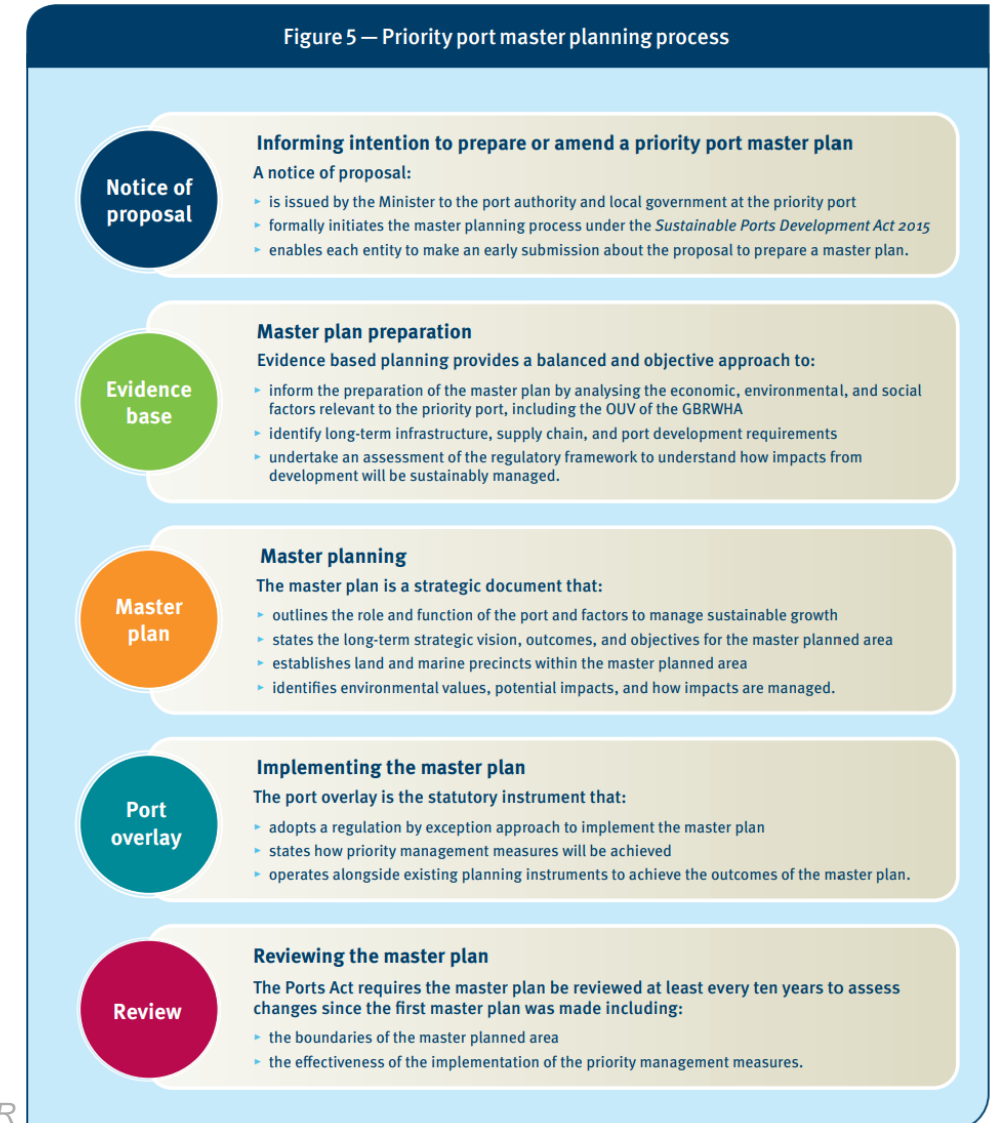 Figure 5 — Priority port master planning process
Notice of
proposal
Informing intention to prepare or amend a priority port master plan
A notice of proposal:
▸ is issued by the Minister to the port authority and local government at the priority port
▸ formally initiates the master planning process under the Sustainable Ports Development Act 2015
▸ enables each entity to make an early submission about the proposal to prepare a master plan.
Evidence
base
Master plan preparation
Evidence based planning provides a balanced and objective approach to:
▸ inform the preparation of the master plan by analysing the economic, environmental, and social
factors relevant to the priority port, including the OUV of the GBRWHA
▸ identify long-term infrastructure, supply chain, and port development requirements
▸ undertake an assessment of the regulatory framework to understand how impacts from
development will be sustainably managed.
Master
plan
Master planning
The master plan is a strategic document that:
▸ outlines the role and function of the port and factors to manage sustainable growth
▸ states the long-term strategic vision, outcomes, and objectives for the master planned area
▸ establishes land and marine precincts within the master planned area
▸ identifies environmental values, potential impacts, and how impacts are managed.
Port
overlay
Implementing the master plan
The port overlay is the statutory instrument that:
▸ adopts a regulation by exception approach to implement the master plan
▸ states how priority management measures will be achieved
▸ operates alongside existing planning instruments to achieve the outcomes of the master plan.
Review
Reviewing the master plan
The Ports Act requires the master plan be reviewed at least every ten years to assess
changes since the first master plan was made including:
▸ the boundaries of the master planned area
▸ the effectiveness of the implementation of the priority management measures.
R